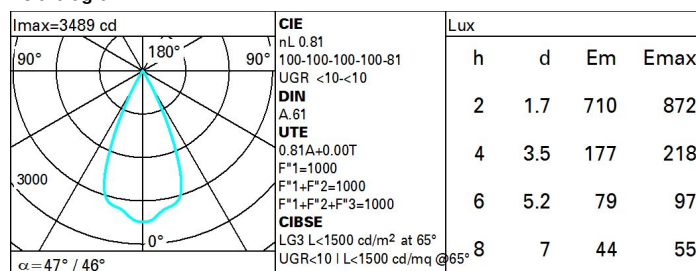 Imax=3489 cd
90°
180°
90°
3000
0°
α=47° / 46°
CIE
nL 0.81
100-100-100-100-81
UGR <10-<10
DIN
A.61
UTE
0.81A+0.00T
F"1=1000
F"1+F"2=1000
F"1+F"2+F"3=1000
CIBSE
LG3 L<1500 cd/m² at 65°
UGR<10 | L<1500 cd/mq @65°
Lux
h d Em Emax
2 1.7 710 872
4 3.5 177 218
6 5.2 79 97
8 7 44 55